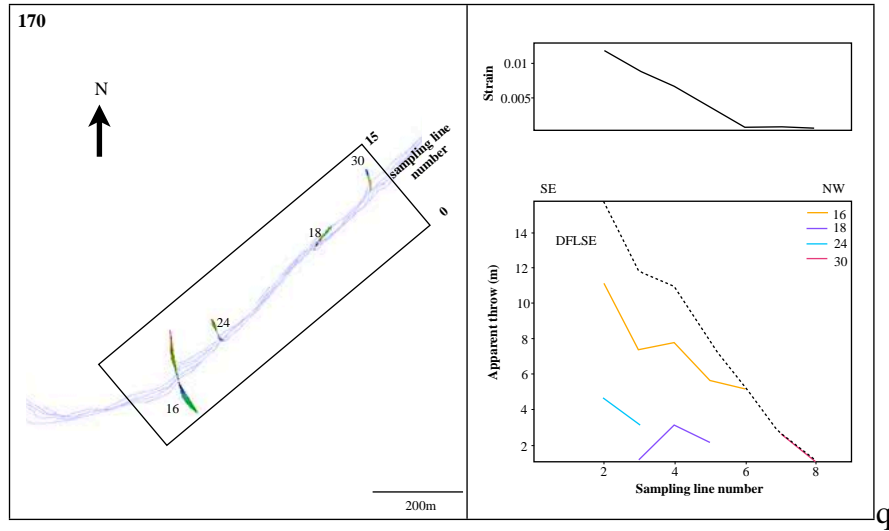 170
N
15
sampling line
number
30
0
18
24
16
200m
Strain
0.01
0.005
SE
NW
DFLSE
16
18
24
30
Apparent throw (m)
14
12
10
8
6
4
2
2
4
6
8
Sampling line number
q